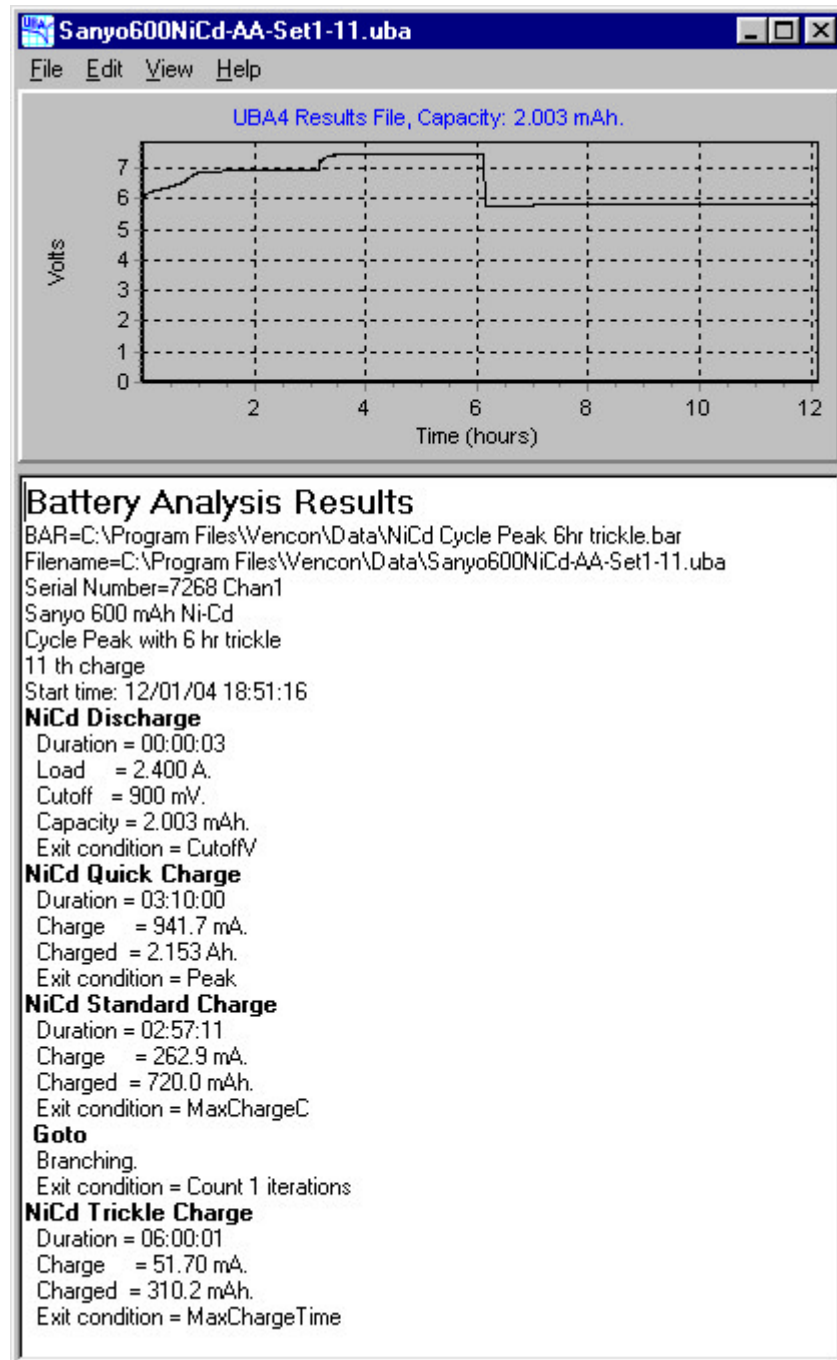 Sanyo600NiCd-AA-Set1-11.uba
File Edit View Help
UBA4 Results File, Capacity: 2.003 mAh.
Volts
7
6
5
4
3
2
1
0
2 4 6 8 10 12
Time (hours)
Battery Analysis Results
BAR=C:\Program Files\Vencon\Data\NiCd Cycle Peak 6hr trickle.bar
Filename=C:\Program Files\Vencon\Data\Sanyo600NiCd-AA-Set1-11.uba
Serial Number=7268 Chan1
Sanyo 600 mAh Ni-Cd
Cycle Peak with 6 hr trickle
11 th charge
Start time: 12/01/04 18:51:16
NiCd Discharge
Duration = 00:00:03
Load = 2.400 A.
Cutoff = 900 mV.
Capacity = 2.003 mAh.
Exit condition = CutoffV
NiCd Quick Charge
Duration = 03:10:00
Charge = 941.7 mA.
Charged = 2.153 Ah.
Exit condition = Peak
NiCd Standard Charge
Duration = 02:57:11
Charge = 262.9 mA.
Charged = 720.0 mAh.
Exit condition = MaxChargeC
Goto
Branching.
Exit condition = Count 1 iterations
NiCd Trickle Charge
Duration = 06:00:01
Charge = 51.70 mA.
Charged = 310.2 mAh.
Exit condition = MaxChargeTime